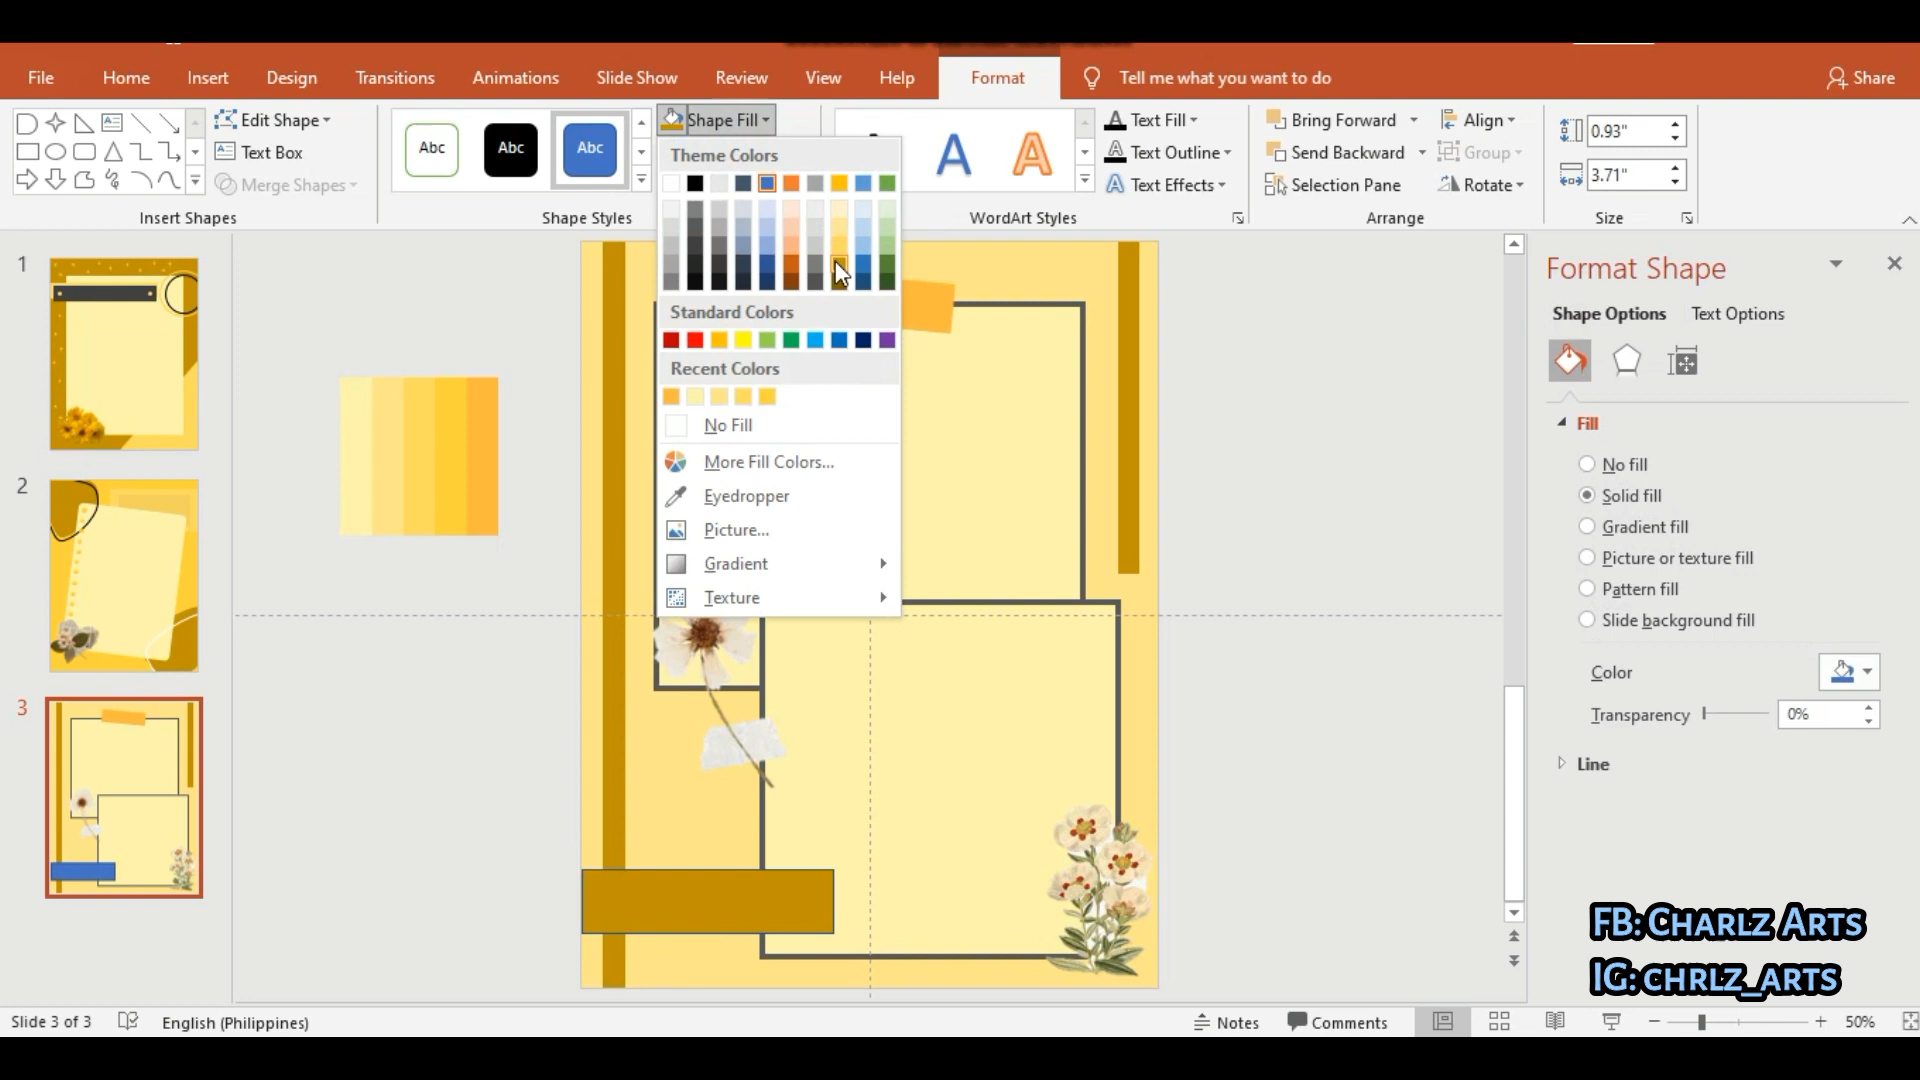 File Home Insert Design Transitions Animations Slide Show Review View Help Format Tell me what you want to do Share
Edit Shape
Text Box
Merge Shapes
Insert Shapes
Abc Abc Abc
Shape Styles
Shape Fill
Theme Colors
Standard Colors
Recent Colors
No Fill
More Fill Colors...
Eyedropper
Picture...
Gradient
Texture
A A
WordArt Styles
Text Fill
Text Outline
Text Effects
Bring Forward
Send Backward
Selection Pane
Align
Group
Rotate
Arrange
0.93"
3.71"
Size
1
2
3
Format Shape
Shape Options Text Options
Fill
No fill
Solid fill
Gradient fill
Picture or texture fill
Pattern fill
Slide background fill
Color
Transparency 0%
Line
FB: Charlz Arts
IG: chrlz_arts
Slide 3 of 3 English (Philippines) Notes Comments 50%